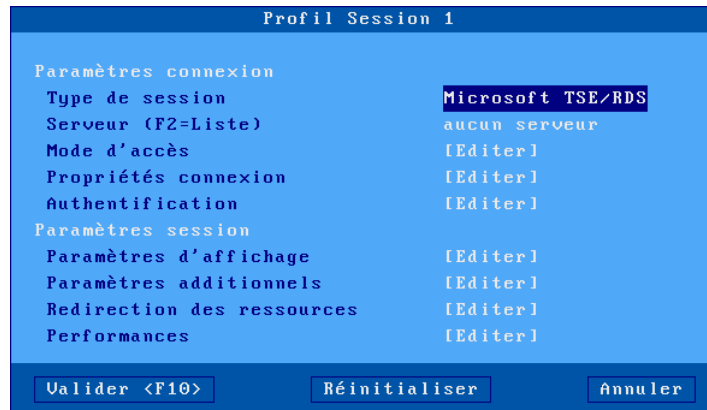 Profil Session 1
Paramètres connexion
Type de session Microsoft TSE/RDS
Serveur (F2=Liste) aucun serveur
Mode d'accès [Editer]
Propriétés connexion [Editer]
Authentification [Editer]
Paramètres session
Paramètres d'affichage [Editer]
Paramètres additionnels [Editer]
Redirection des ressources [Editer]
Performances [Editer]
Valider <F10> Réinitialiser Annuler